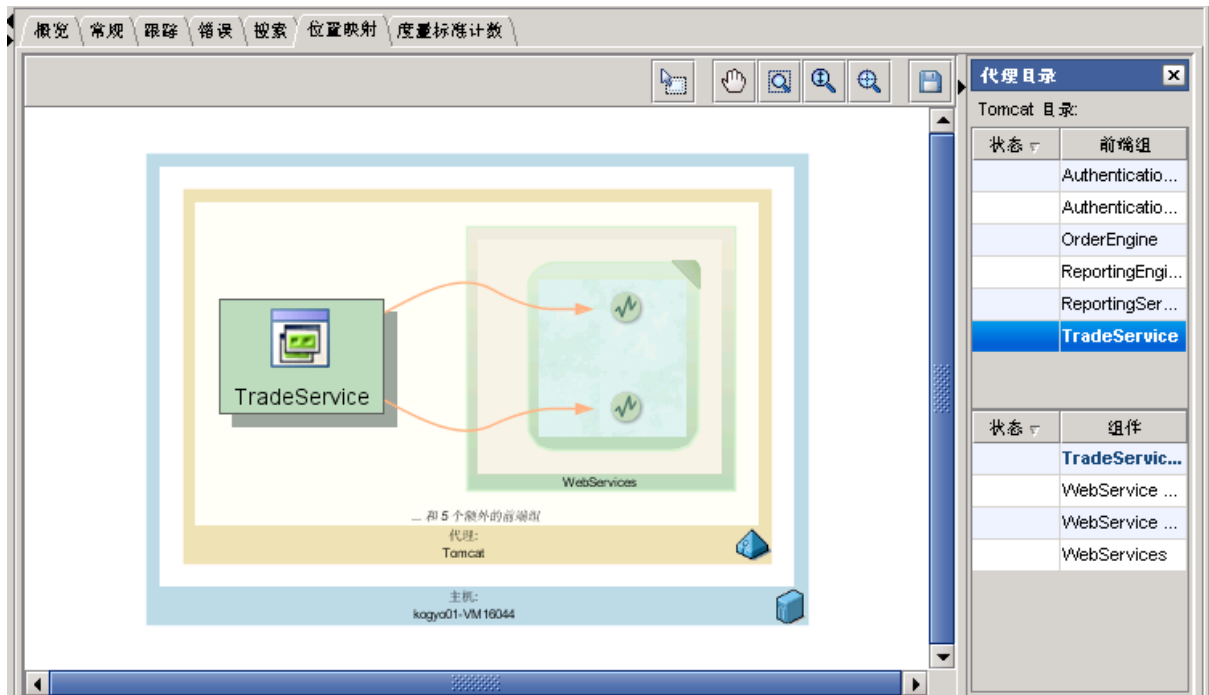 概览 常规 跟踪 错误 搜索 位置映射 度量标准计数
代理目录
Tomcat 目录:
状态 前端组
Authenticatio...
Authenticatio...
OrderEngine
ReportingEngi...
ReportingSer...
TradeService
状态 组件
TradeServic...
WebService ...
WebService ...
WebServices
TradeService
WebServices
... 和 5 个额外的前端组
代理:
Tomcat
主机:
kogyo01-VM16044